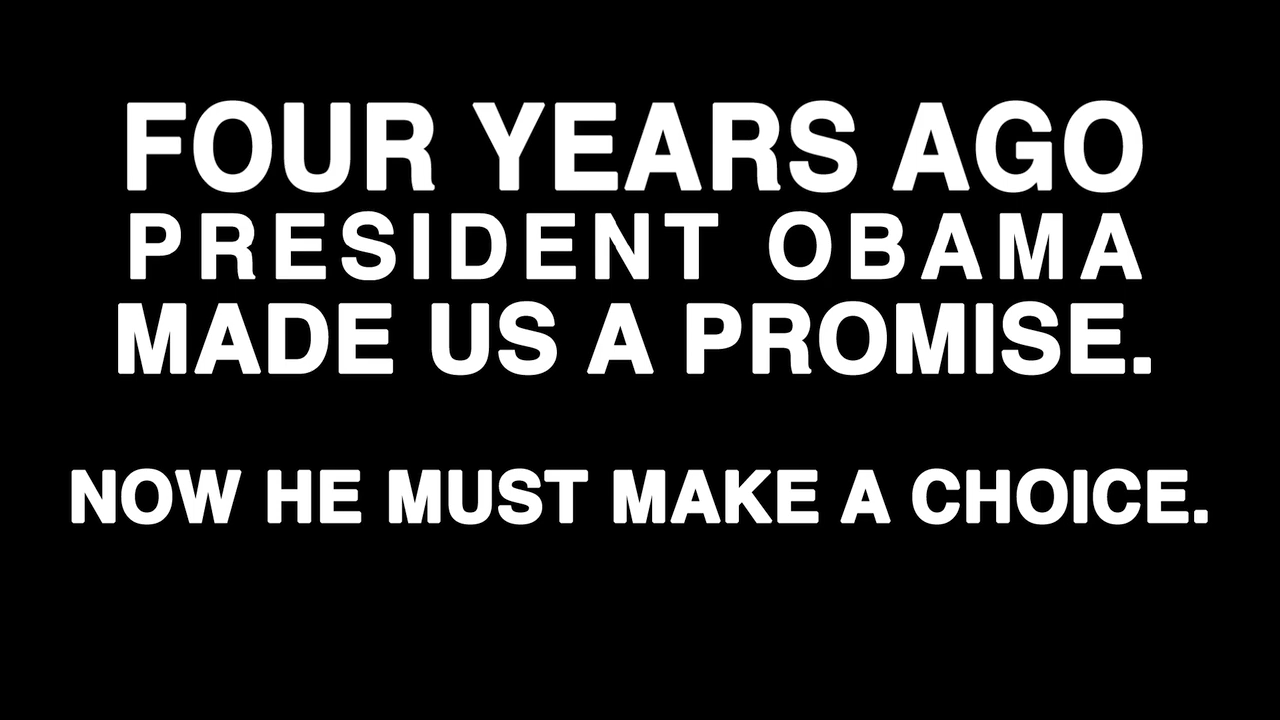 FOUR YEARS AGO
PRESIDENT OBAMA
MADE US A PROMISE.
NOW HE MUST MAKE A CHOICE.